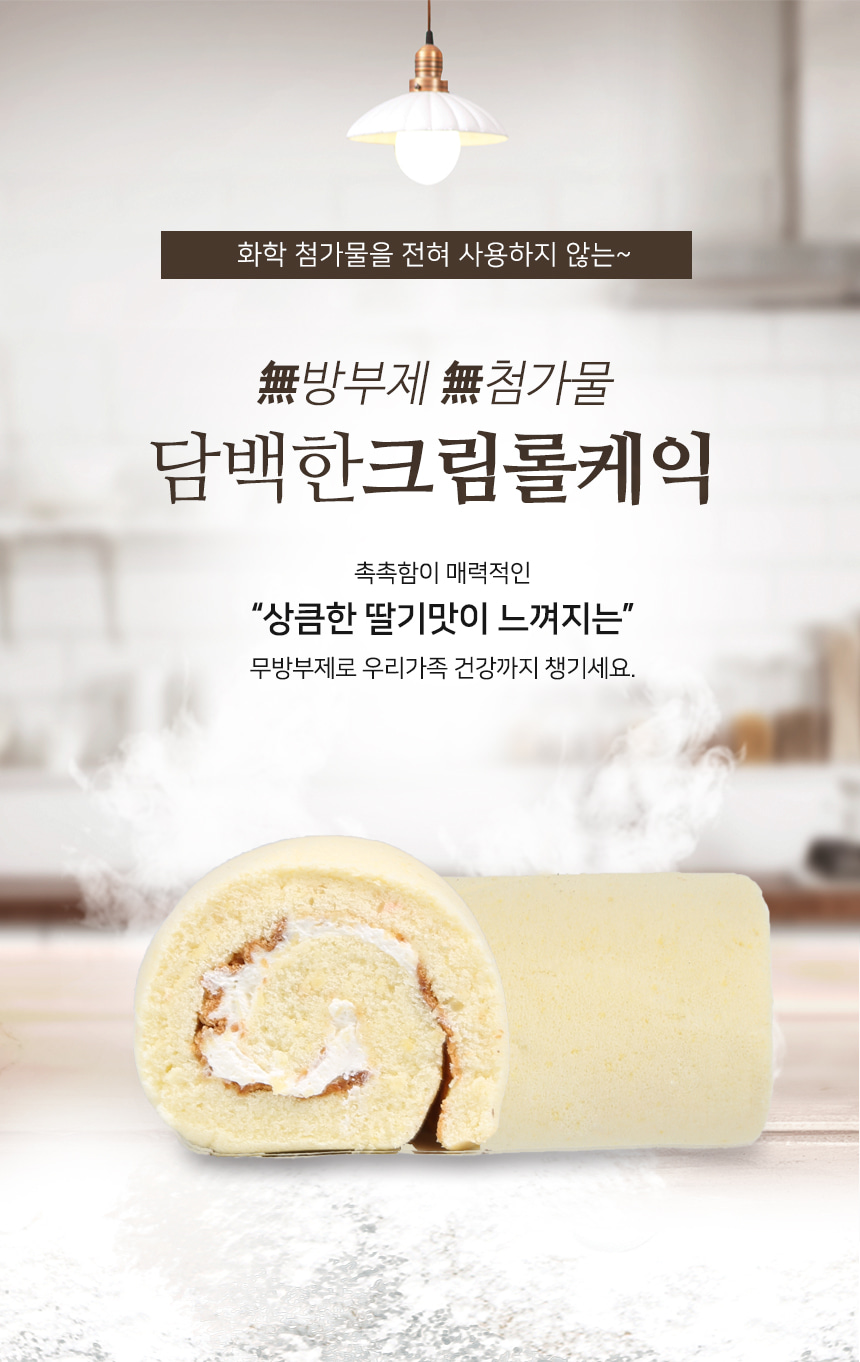 화학 첨가물을 전혀 사용하지 않는~
無방부제 無첨가물
담백한크림롤케익
촉촉함이 매력적인
“상큼한 딸기맛이 느껴지는”
무방부제로 우리가족 건강까지 챙기세요.